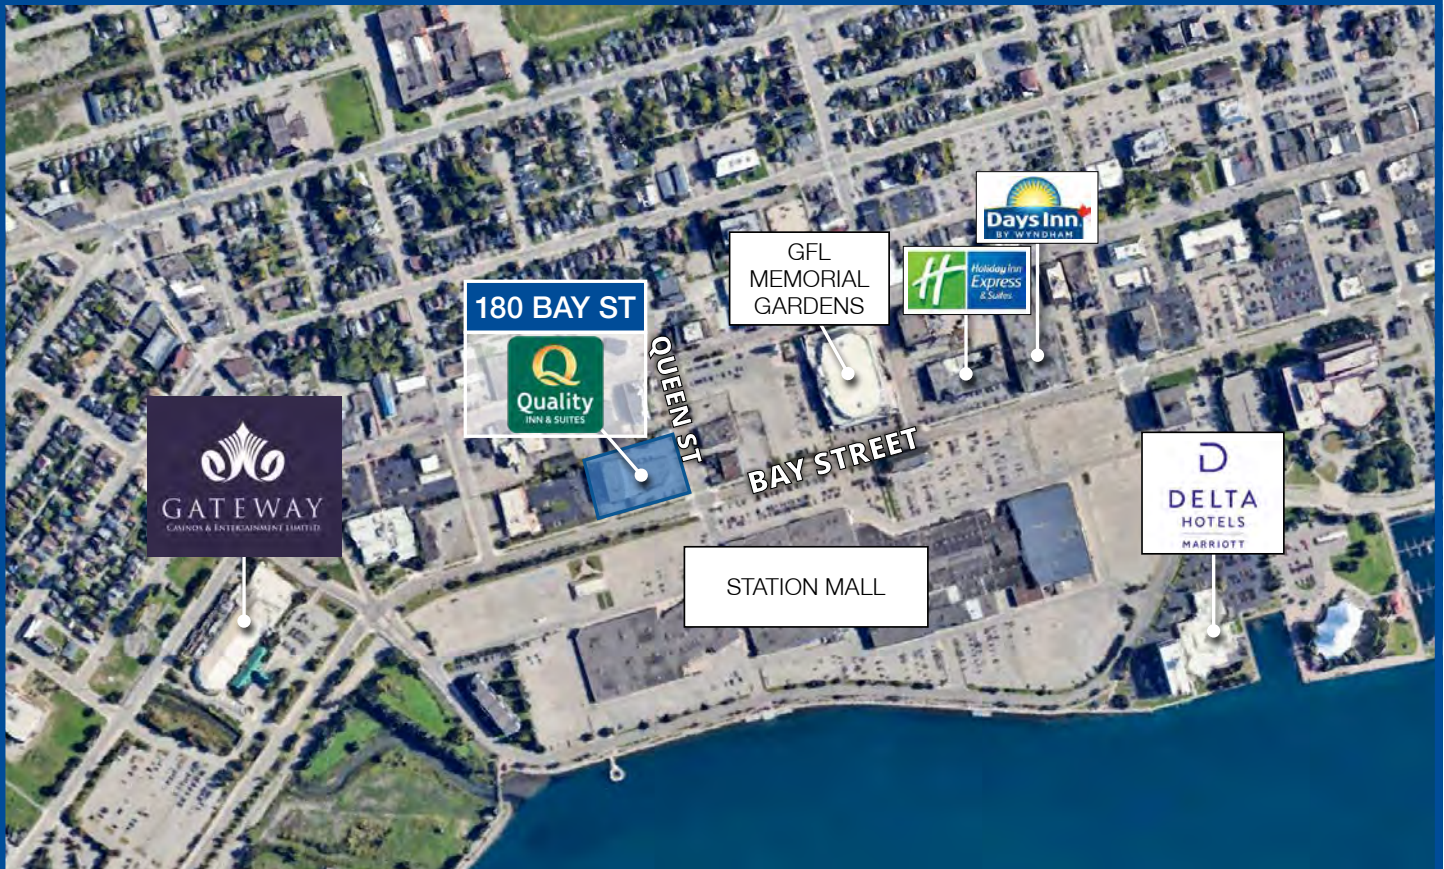 Days Inn
BY WYNDHAM
GFL
MEMORIAL
GARDENS
H
Holiday Inn
Express
& Suites
180 BAY ST
Q
Quality
INN & SUITES
QUEEN ST
BAY STREET
GATEWAY
CASINOS & ENTERTAINMENT LIMITED
D
DELTA
HOTELS
MARRIOTT
STATION MALL